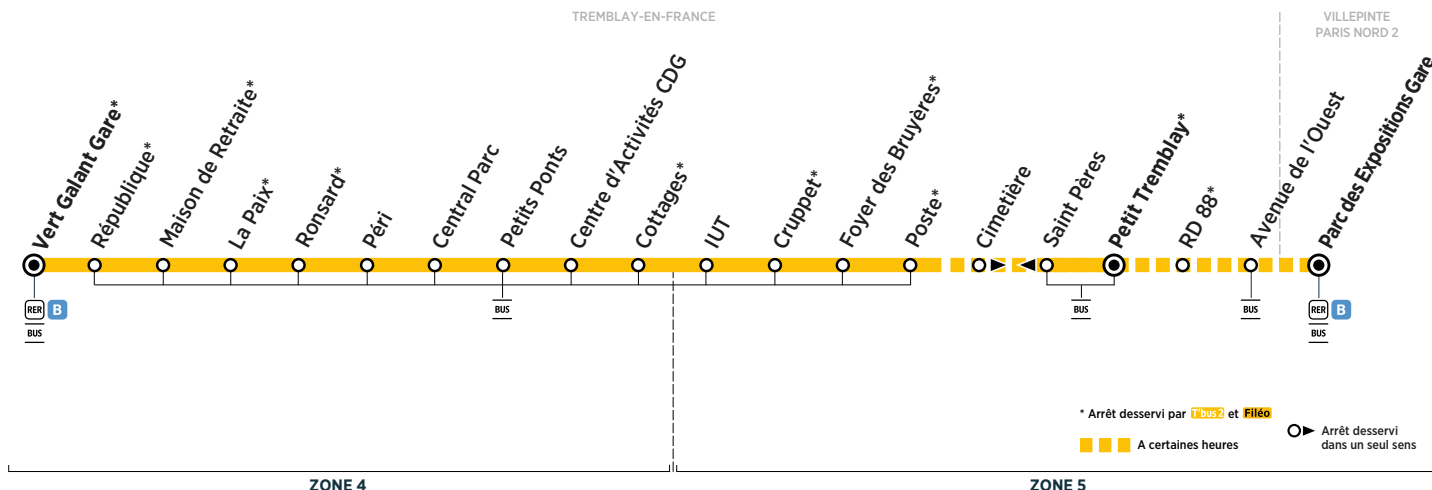 TREMBLAY-EN-FRANCE
VILLEPINTE
PARIS NORD 2
Vert Galant Gare*
République*
Maison de Retraite*
La Paix*
Ronsard*
Péri
Central Parc
Petits Ponts
Centre d'Activités CDG
Cottages*
IUT
Cruppet*
Foyer des Bruyères*
Poste*
Cimetière
Saint Pères
Petit Tremblay*
RD 88*
Avenue de l'Ouest
Parc des Expositions Gare
RER B
BUS
BUS
BUS
BUS
RER B
BUS
* Arrêt desservi par T'bus 2 et Filéo
A certaines heures
Arrêt desservi
dans un seul sens
ZONE 4
ZONE 5